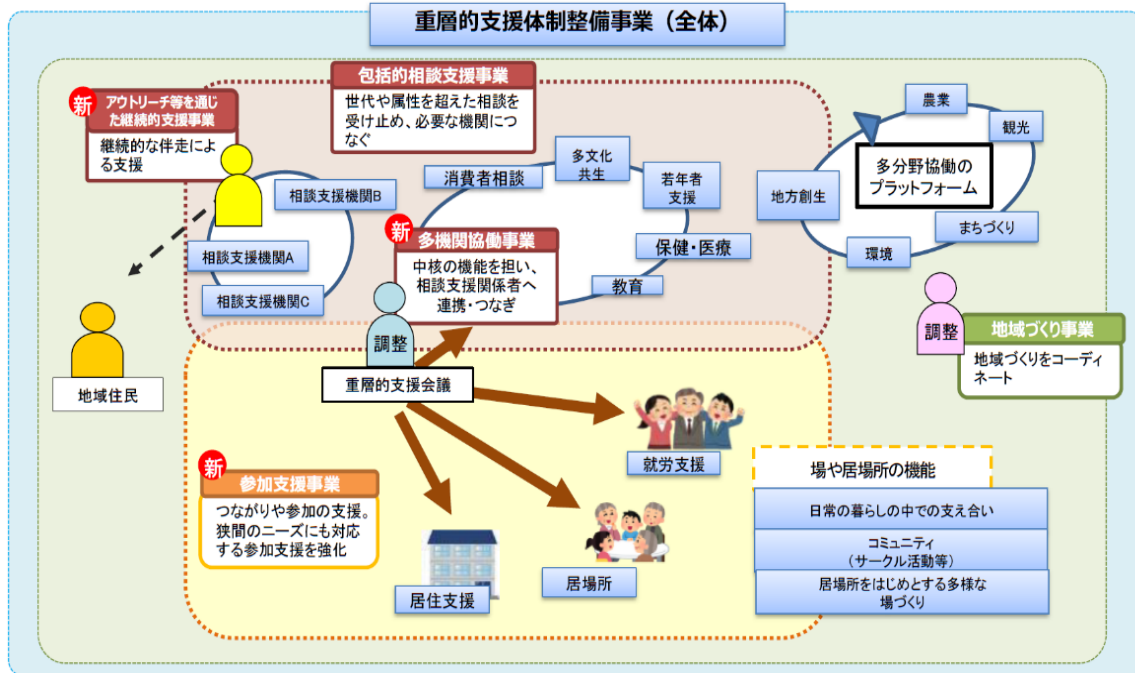 重層的支援体制整備事業（全体）
包括的相談支援事業
世代や属性を超えた相談を
受け止め、必要な機関につ
なぐ
新
アウトリーチ等を通じ
た継続的支援事業
継続的な伴走によ
る支援
相談支援機関B
相談支援機関A
相談支援機関C
消費者相談
多文化
共生
若年者
支援
保健・医療
教育
新
多機関協働事業
中核の機能を担い、
相談支援関係者へ
連携・つなぎ
農業
観光
多分野協働の
プラットフォーム
地方創生
まちづくり
環境
調整
地域づくり事業
地域づくりをコーディ
ネート
地域住民
調整
重層的支援会議
就労支援
新
参加支援事業
つながりや参加の支援。
狭間のニーズにも対応
する参加支援を強化
居住支援
居場所
場や居場所の機能
日常の暮らしの中での支え合い
コミュニティ
（サークル活動等）
居場所をはじめとする多様な
場づくり